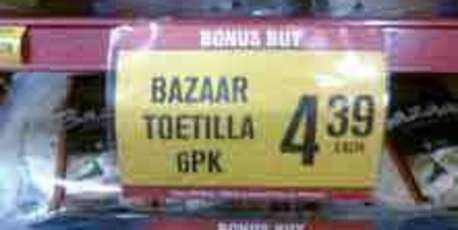 BONUS BUY
BAZAAR
TOETILLA
6PK
4 39
EACH
BONUS BUY